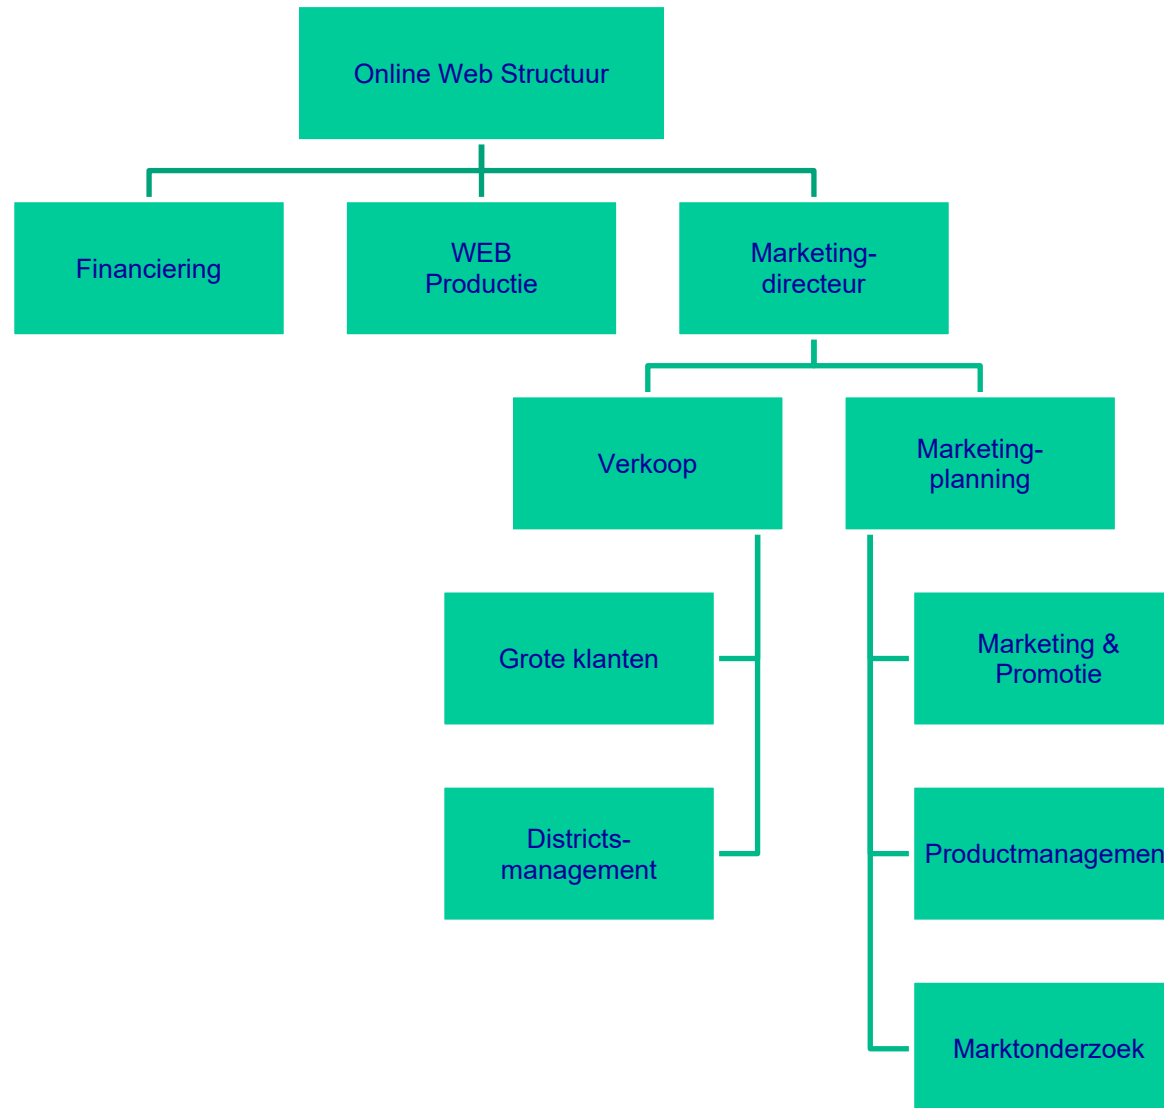 Online Web Structuur
Financiering
WEB
Productie
Marketing-
directeur
Verkoop
Marketing-
planning
Grote klanten
Marketing &
Promotie
Districts-
management
Productmanagemen
Marktonderzoek